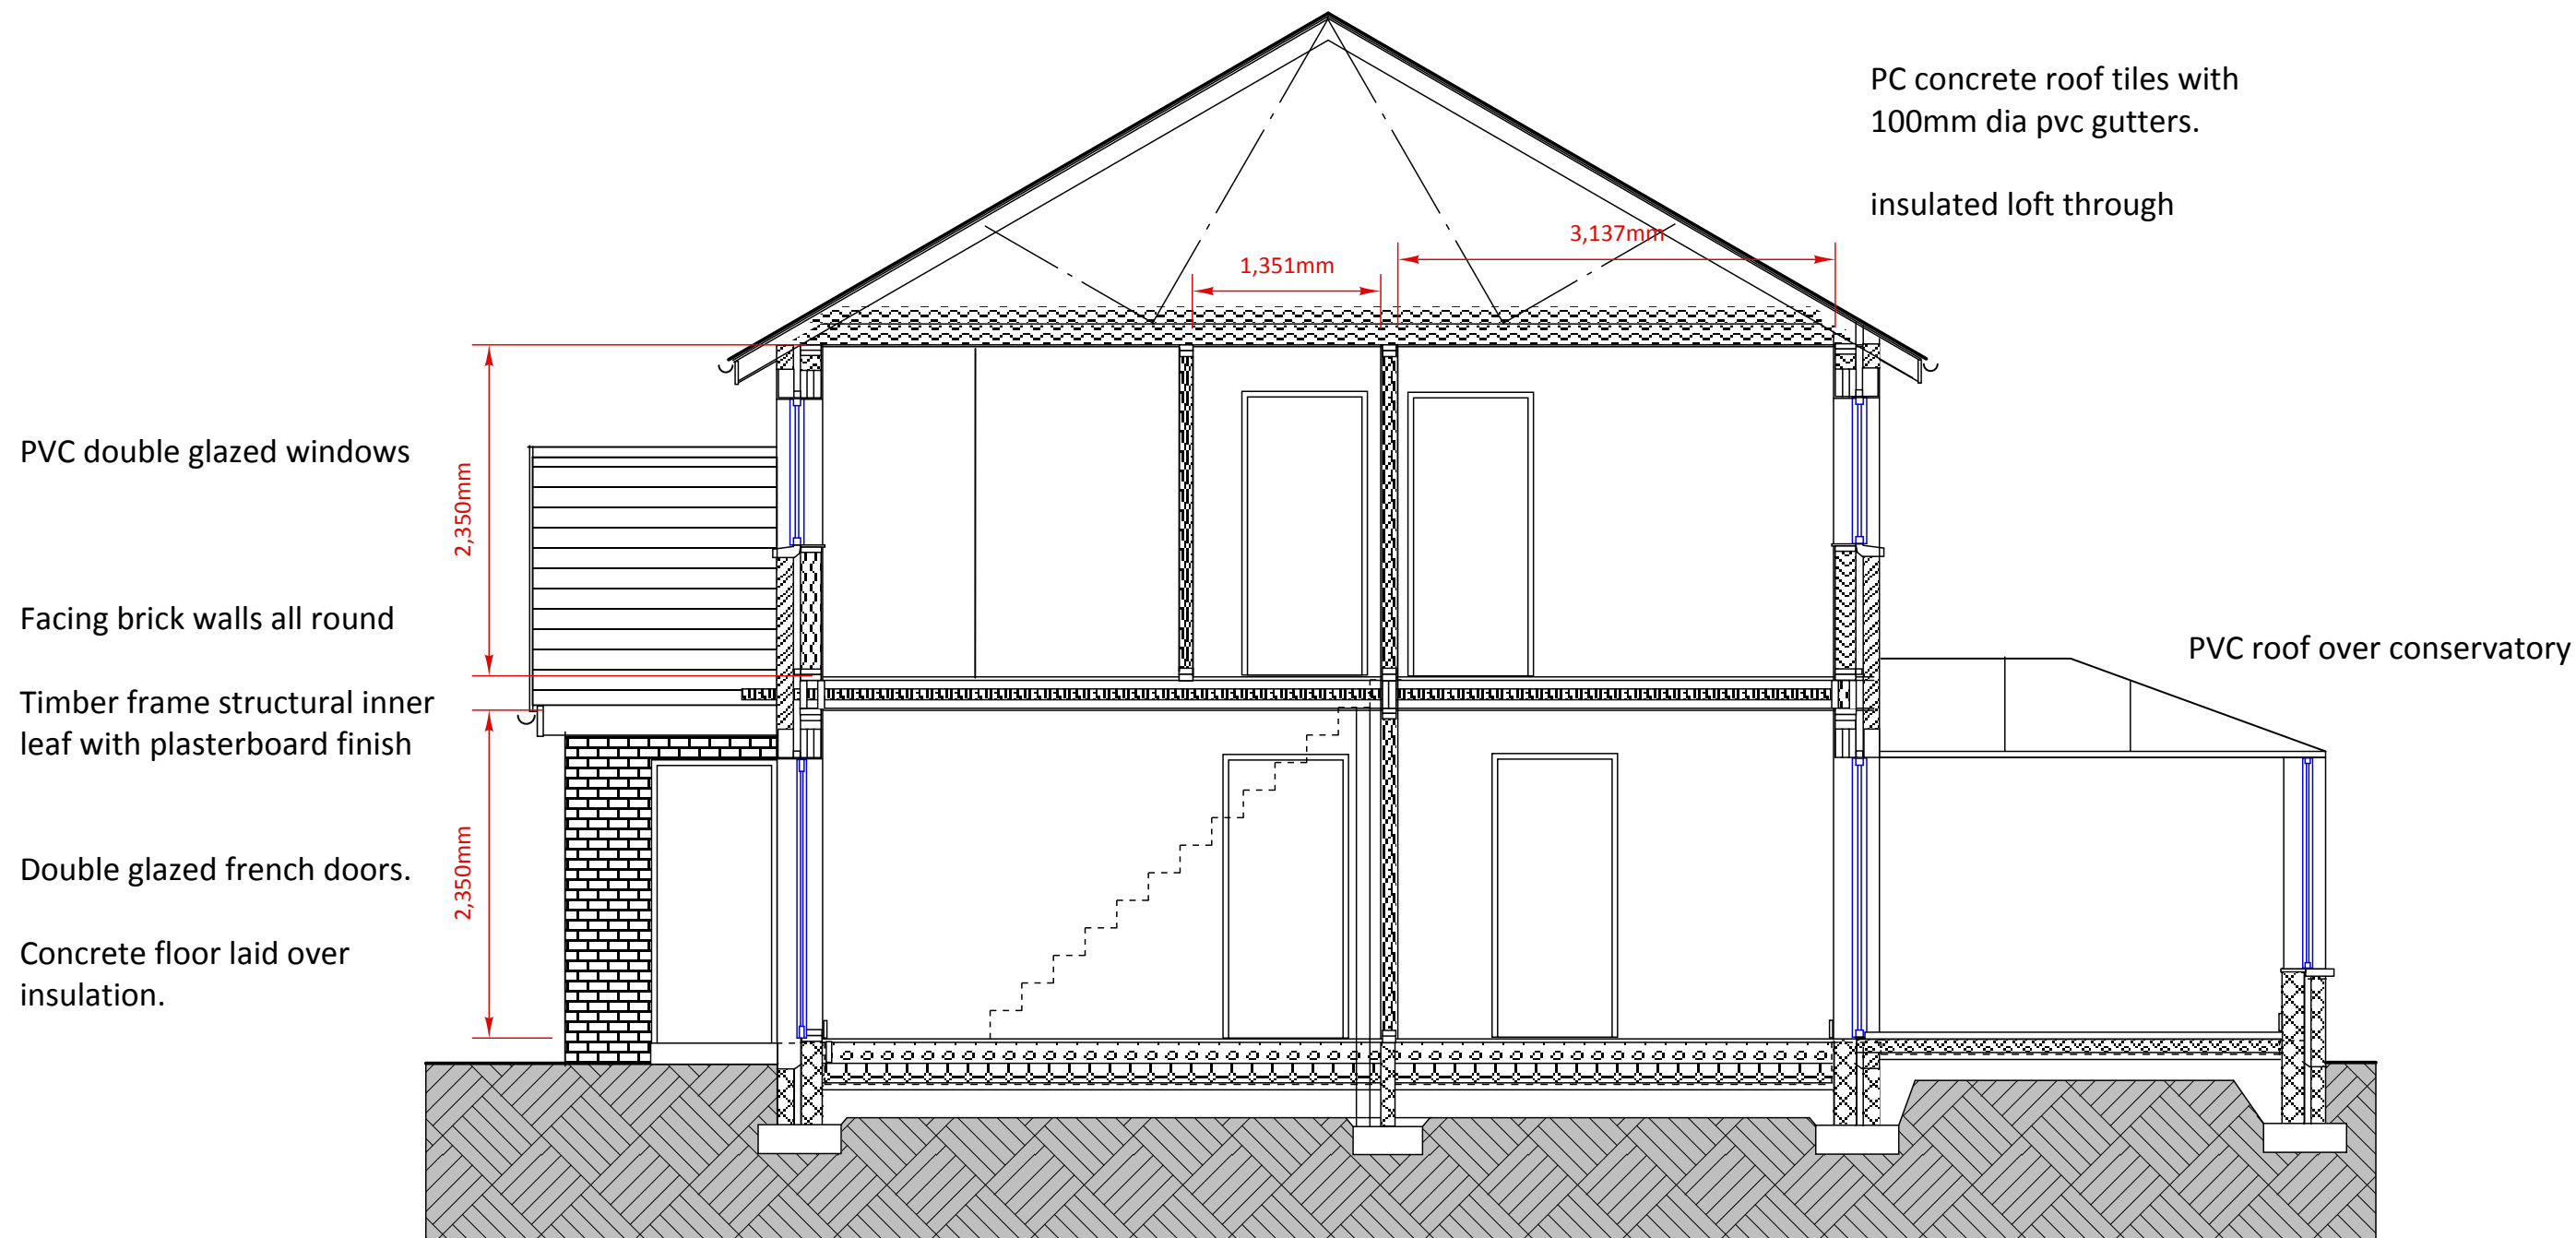 PC concrete roof tiles with
100mm dia pvc gutters.
insulated loft through
3,137mm
1,351mm
PVC double glazed windows
2,350mm
Facing brick walls all round
PVC roof over conservatory
Timber frame structural inner
leaf with plasterboard finish
Double glazed french doors.
2,350mm
Concrete floor laid over
insulation.